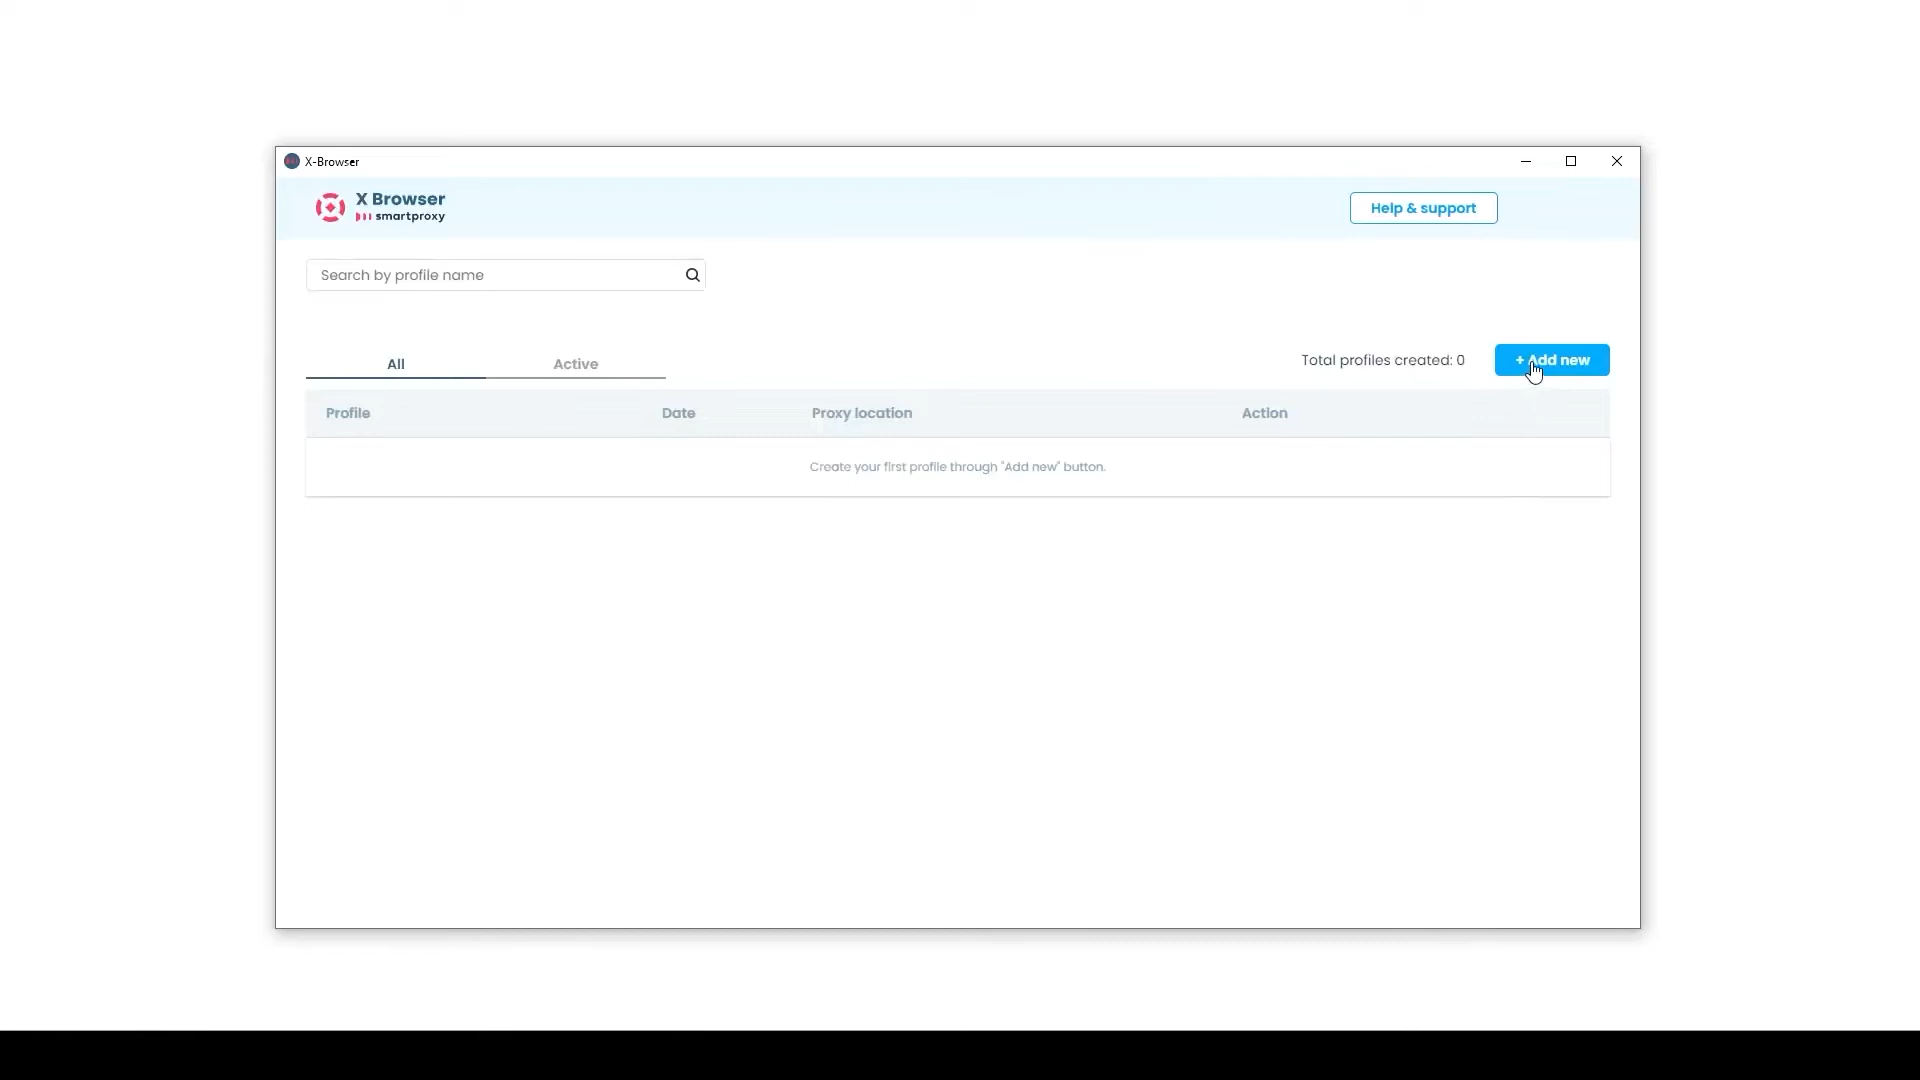 X-Browser
X Browser
smartproxy
Help & support
Search by profile name
All
Active
Total profiles created: 0
+ Add new
Profile
Date
Proxy location
Action
Create your first profile through "Add new" button.